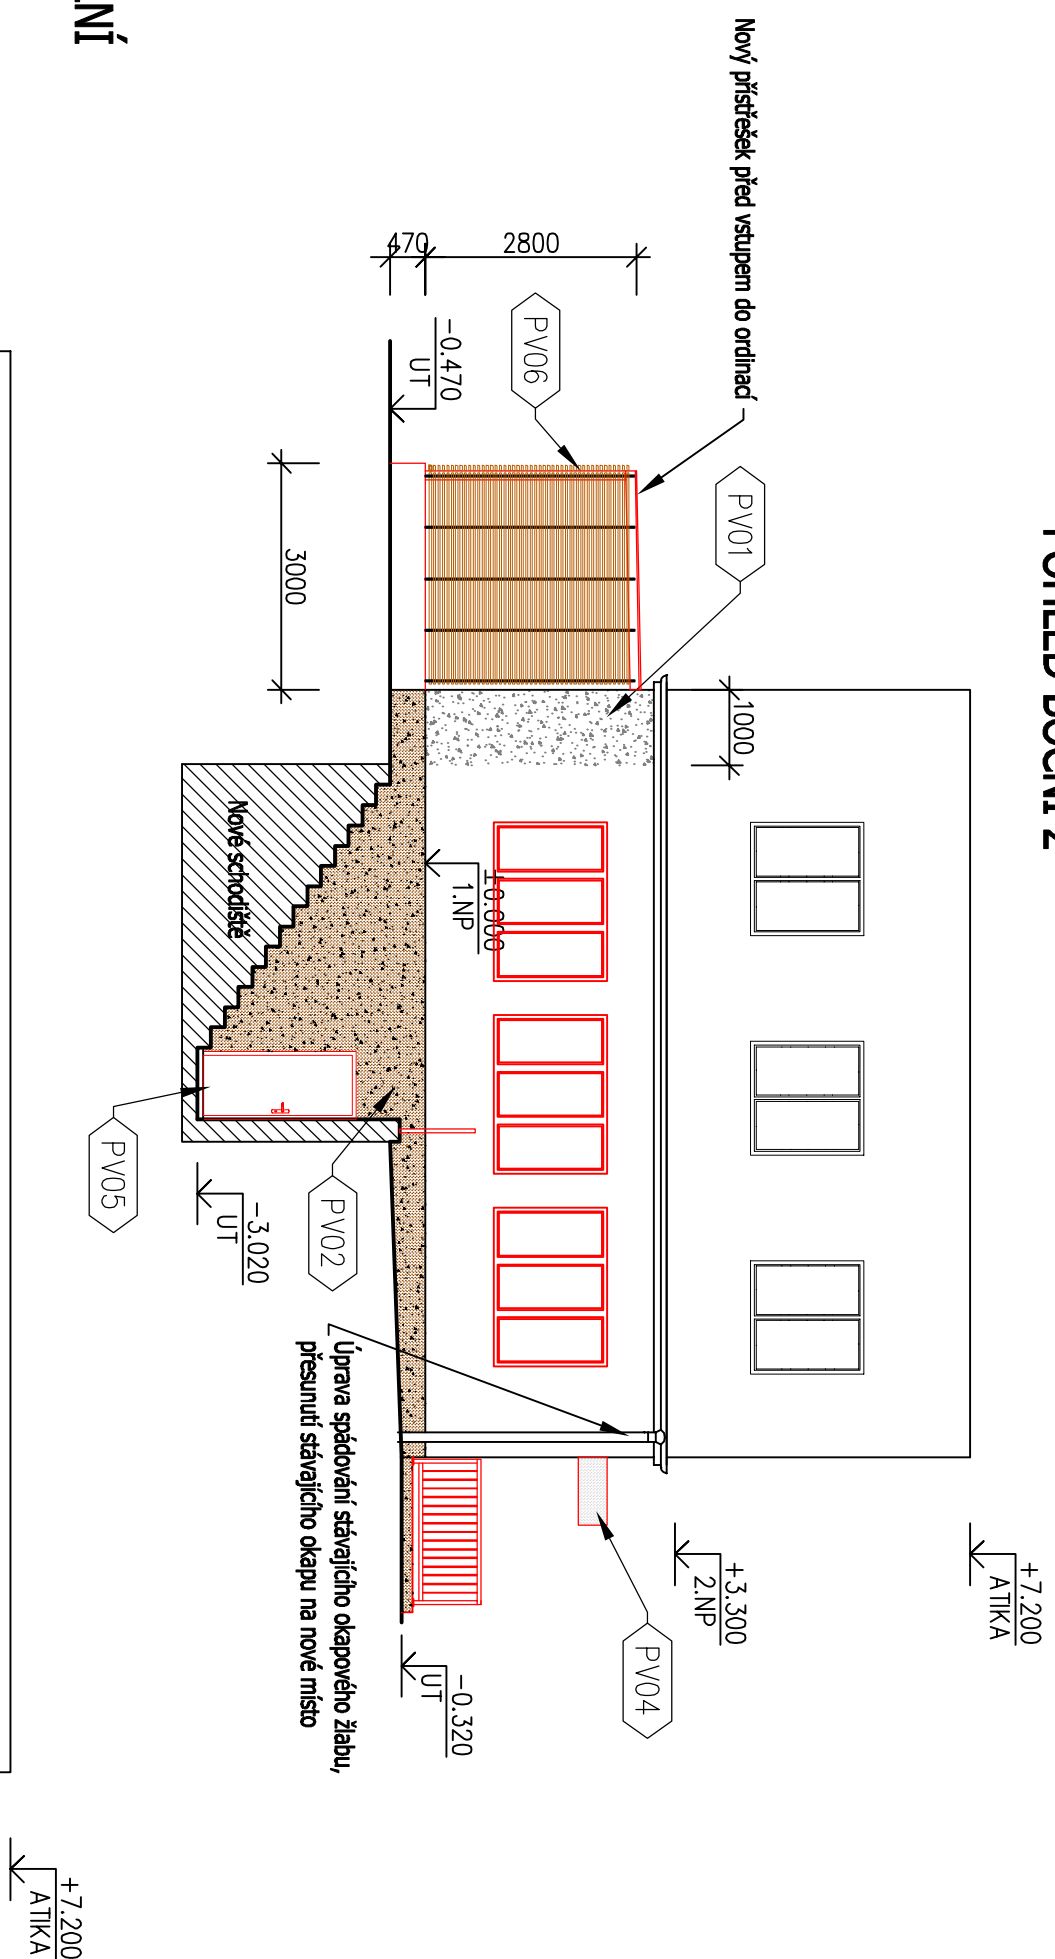 POHLED BOČNÍ 2
Nový přístřešek před vstupem do ordinací
PV01
1000
+7.200
ATIKA
+3.300
2.NP
2800
470
PV06
-0.470
UT
3000
±0.000
1.NP
PV04
-0.320
UT
Nové schodiště
PV05
PV02
-3.020
UT
Úprava spádování stávajícího okapového žlabu,
přesunutí stávajícího okapu na nové místo
+7.200
ATIKA